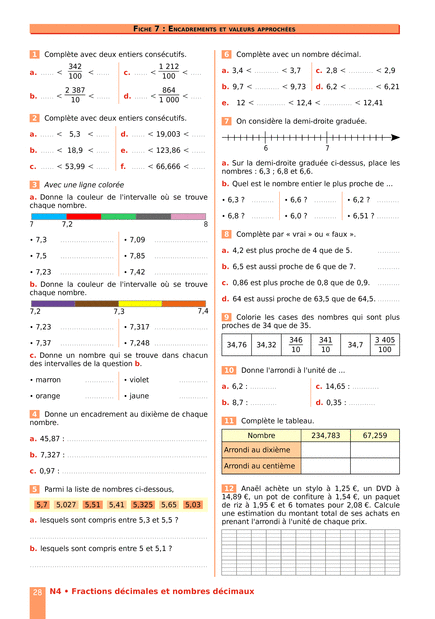 FICHE 7 : ENCADREMENTS ET VALEURS APPROCHÉES
1 Complète avec deux entiers consécutifs.
a. ...... < 342/100 < ......
c. ...... < 1 212/100 < ......
b. ...... < 2 387/10 < ......
d. ...... < 864/1 000 < ......
2 Complète avec deux entiers consécutifs.
a. ...... < 5,3 < ......
d. ...... < 19,003 < ......
b. ...... < 18,9 < ......
e. ...... < 123,86 < ......
c. ...... < 53,99 < ......
f. ...... < 66,666 < ......
3 Avec une ligne colorée
a. Donne la couleur de l'intervalle où se trouve
chaque nombre.
7 7,2 8
• 7,3 ............
• 7,09 ............
• 7,5 ............
• 7,85 ............
• 7,23 ............
• 7,42 ............
b. Donne la couleur de l'intervalle où se trouve
chaque nombre.
7,2 7,3 7,4
• 7,23 ............
• 7,317 ............
• 7,37 ............
• 7,248 ............
c. Donne un nombre qui se trouve dans chacun
des intervalles de la question b.
• marron ............
• violet ............
• orange ............
• jaune ............
4 Donne un encadrement au dixième de chaque
nombre.
a. 45,87 : ............
b. 7,327 : ............
c. 0,97 : ............
5 Parmi la liste de nombres ci-dessous,
5,7 5,027 5,51 5,41 5,325 5,65 5,03
a. lesquels sont compris entre 5,3 et 5,5 ?
............
b. lesquels sont compris entre 5 et 5,1 ?
............
6 Complète avec un nombre décimal.
a. 3,4 < ............ < 3,7
c. 2,8 < ............ < 2,9
b. 9,7 < ............ < 9,73
d. 6,2 < ............ < 6,21
e. 12 < ............ < 12,4 < ............ < 12,41
7 On considère la demi-droite graduée.
6 7
a. Sur la demi-droite graduée ci-dessus, place les
nombres : 6,3 ; 6,8 et 6,6.
b. Quel est le nombre entier le plus proche de ...
• 6,3 ? ............ • 6,6 ? ............ • 6,2 ? ............
• 6,8 ? ............ • 6,0 ? ............ • 6,51 ? ............
8 Complète par « vrai » ou « faux ».
a. 4,2 est plus proche de 4 que de 5. ............
b. 6,5 est aussi proche de 6 que de 7. ............
c. 0,86 est plus proche de 0,8 que de 0,9. ............
d. 64 est aussi proche de 63,5 que de 64,5. ............
9 Colorie les cases des nombres qui sont plus
proches de 34 que de 35.
34,76 34,32 346/10 341/10 34,7 3 405/100
10 Donne l'arrondi à l'unité de ...
a. 6,2 : ............
c. 14,65 : ............
b. 8,7 : ............
d. 0,35 : ............
11 Complète le tableau.
Nombre 234,783 67,259
Arrondi au dixième
Arrondi au centième
12 Anaël achète un stylo à 1,25 €, un DVD à
14,89 €, un pot de confiture à 1,54 €, un paquet
de riz à 1,95 € et 6 tomates pour 2,08 €. Calcule
une estimation du montant total de ses achats en
prenant l'arrondi à l'unité de chaque prix.
28 N4 • Fractions décimales et nombres décimaux